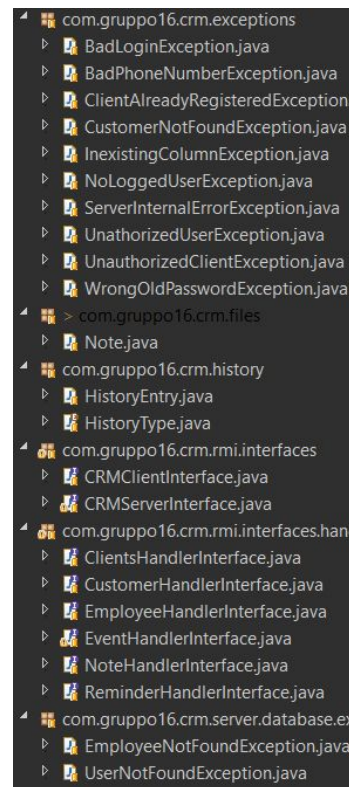 com.gruppo16.crm.exceptions
BadLoginException.java
BadPhoneNumberException.java
ClientAlreadyRegisteredException
CustomerNotFoundException.java
InexistingColumnException.java
NoLoggedUserException.java
ServerInternalErrorException.java
UnathorizedUserException.java
UnauthorizedClientException.java
WrongOldPasswordException.java
> com.gruppo16.crm.files
Note.java
com.gruppo16.crm.history
HistoryEntry.java
HistoryType.java
com.gruppo16.crm.rmi.interfaces
CRMClientInterface.java
CRMServerInterface.java
com.gruppo16.crm.rmi.interfaces.han
ClientsHandlerInterface.java
CustomerHandlerInterface.java
EmployeeHandlerInterface.java
EventHandlerInterface.java
NoteHandlerInterface.java
ReminderHandlerInterface.java
com.gruppo16.crm.server.database.ex
EmployeeNotFoundException.java
UserNotFoundException.java